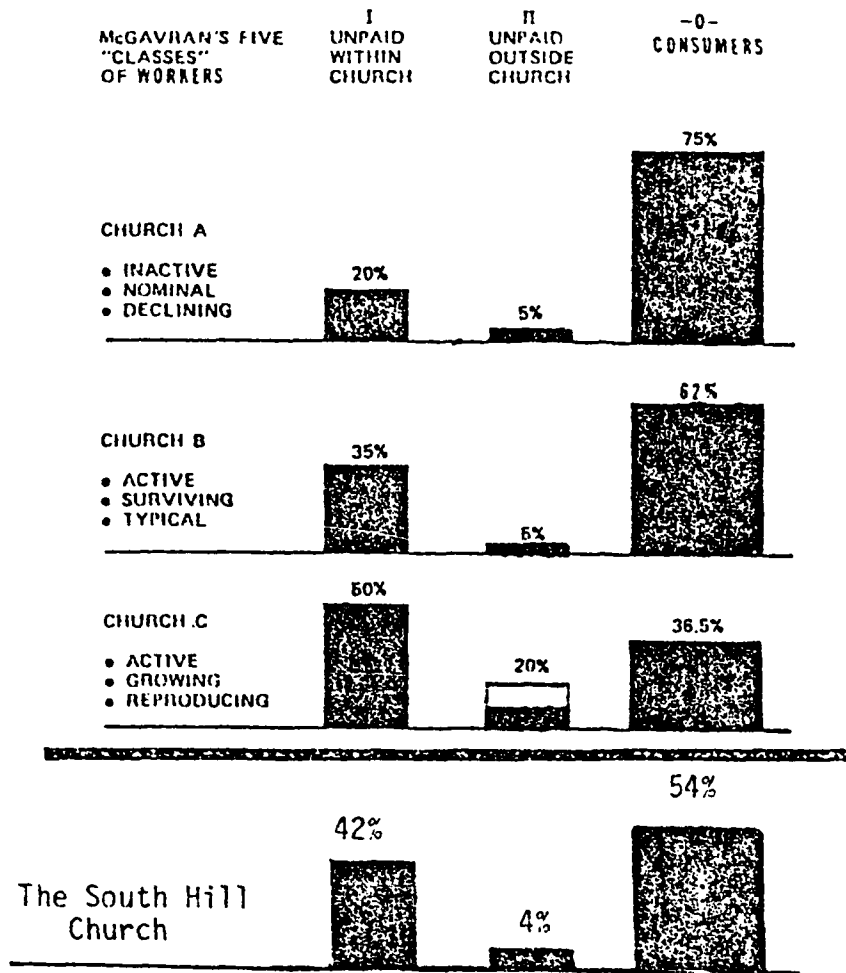 McGAVRAN'S FIVE
"CLASSES"
OF WORKERS
I
UNPAID
WITHIN
CHURCH
II
UNPAID
OUTSIDE
CHURCH
-0-
CONSUMERS
CHURCH A
• INACTIVE
• NOMINAL
• DECLINING
20%
5%
75%
CHURCH B
• ACTIVE
• SURVIVING
• TYPICAL
35%
62%
CHURCH C
• ACTIVE
• GROWING
• REPRODUCING
50%
20%
36.5%
The South Hill
Church
42%
4%
54%